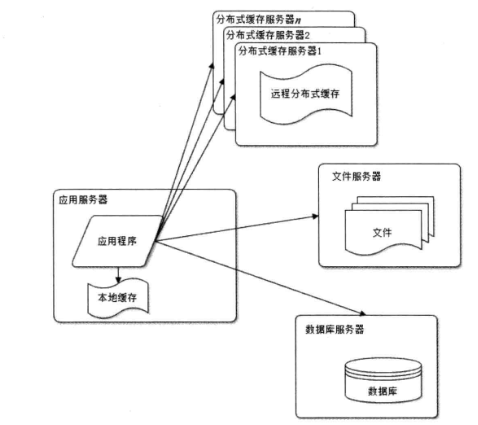 分布式缓存服务器n
分布式缓存服务器2
分布式缓存服务器1
远程分布式缓存
文件服务器
文件
应用服务器
应用程序
本地缓存
数据库服务器
数据库